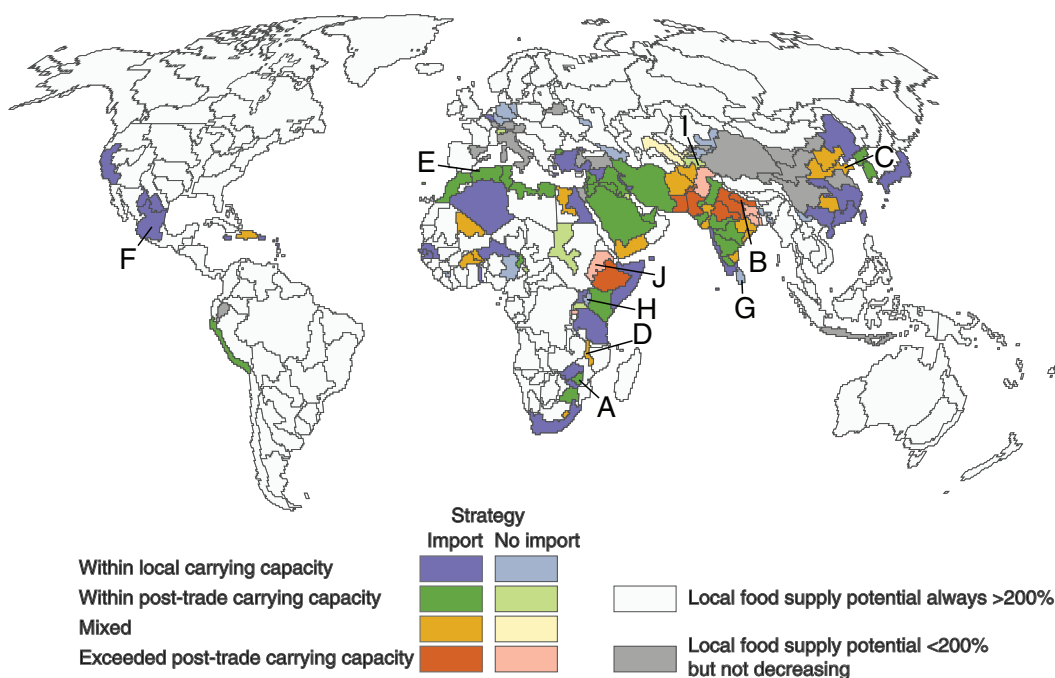 I
E
C
F
B
J
G
H
D
A
Strategy
Import No import
Within local carrying capacity
Within post-trade carrying capacity
Mixed
Exceeded post-trade carrying capacity
Local food supply potential always >200%
Local food supply potential <200%
but not decreasing